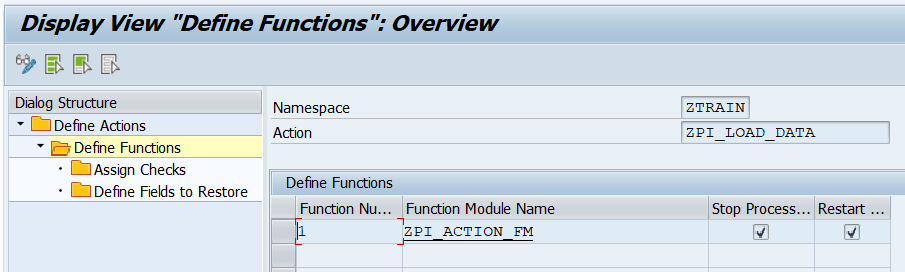 Display View "Define Functions": Overview
Dialog Structure
Define Actions
Define Functions
Assign Checks
Define Fields to Restore
Namespace ZTRAIN
Action ZPI_LOAD_DATA
Define Functions
Function Nu... Function Module Name Stop Process... Restart ...
1 ZPI_ACTION_FM